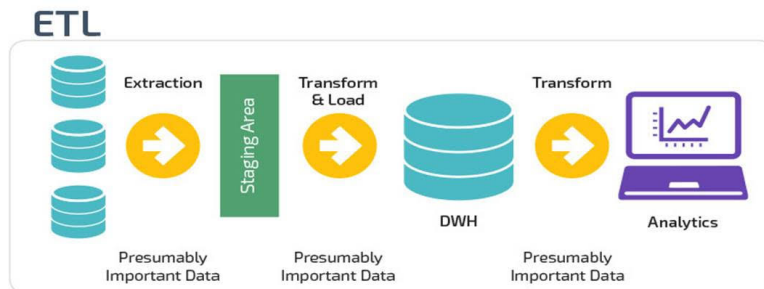 ETL
Extraction
Staging Area
Transform
& Load
Transform
DWH
Analytics
Presumably
Important Data
Presumably
Important Data
Presumably
Important Data